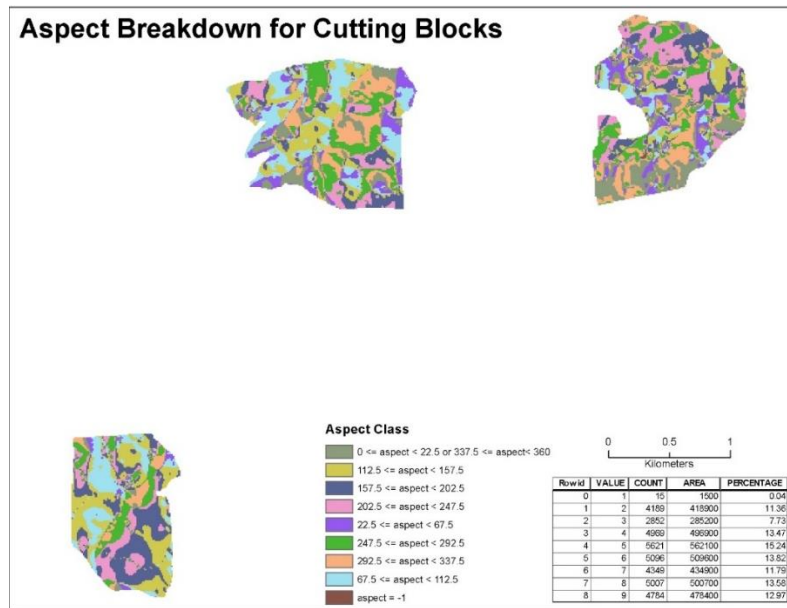 Aspect Breakdown for Cutting Blocks
Aspect Class
0 <= aspect < 22.5 or 337.5 <= aspect< 360
112.5 <= aspect < 157.5
157.5 <= aspect < 202.5
202.5 <= aspect < 247.5
22.5 <= aspect < 67.5
247.5 <= aspect < 292.5
292.5 <= aspect < 337.5
67.5 <= aspect < 112.5
aspect = -1
0 0.5 1
Kilometers
Rowid VALUE COUNT AREA PERCENTAGE
0 1 15 1500 0.04
1 2 4189 418900 11.36
2 3 2852 285200 7.73
3 4 4969 496900 13.47
4 5 5621 562100 15.24
5 6 5096 509600 13.82
6 7 4349 434900 11.79
7 8 5007 500700 13.58
8 9 4784 478400 12.97